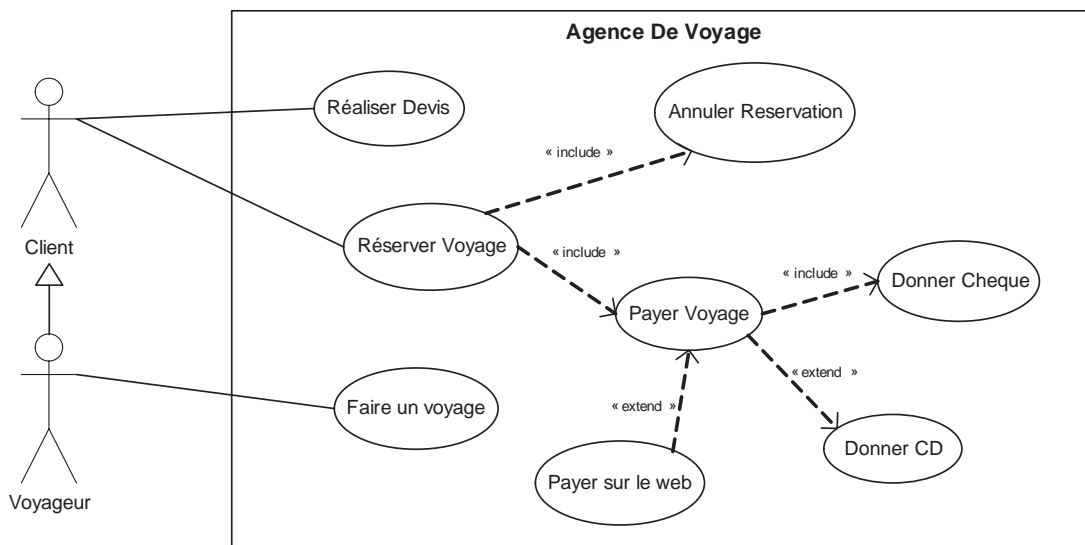 Agence De Voyage
Réaliser Devis
Annuler Reservation
« include »
Client
Réserver Voyage
« include »
Payer Voyage
« include »
Donner Cheque
« extend »
« extend »
Faire un voyage
Donner CD
Payer sur le web
Voyageur